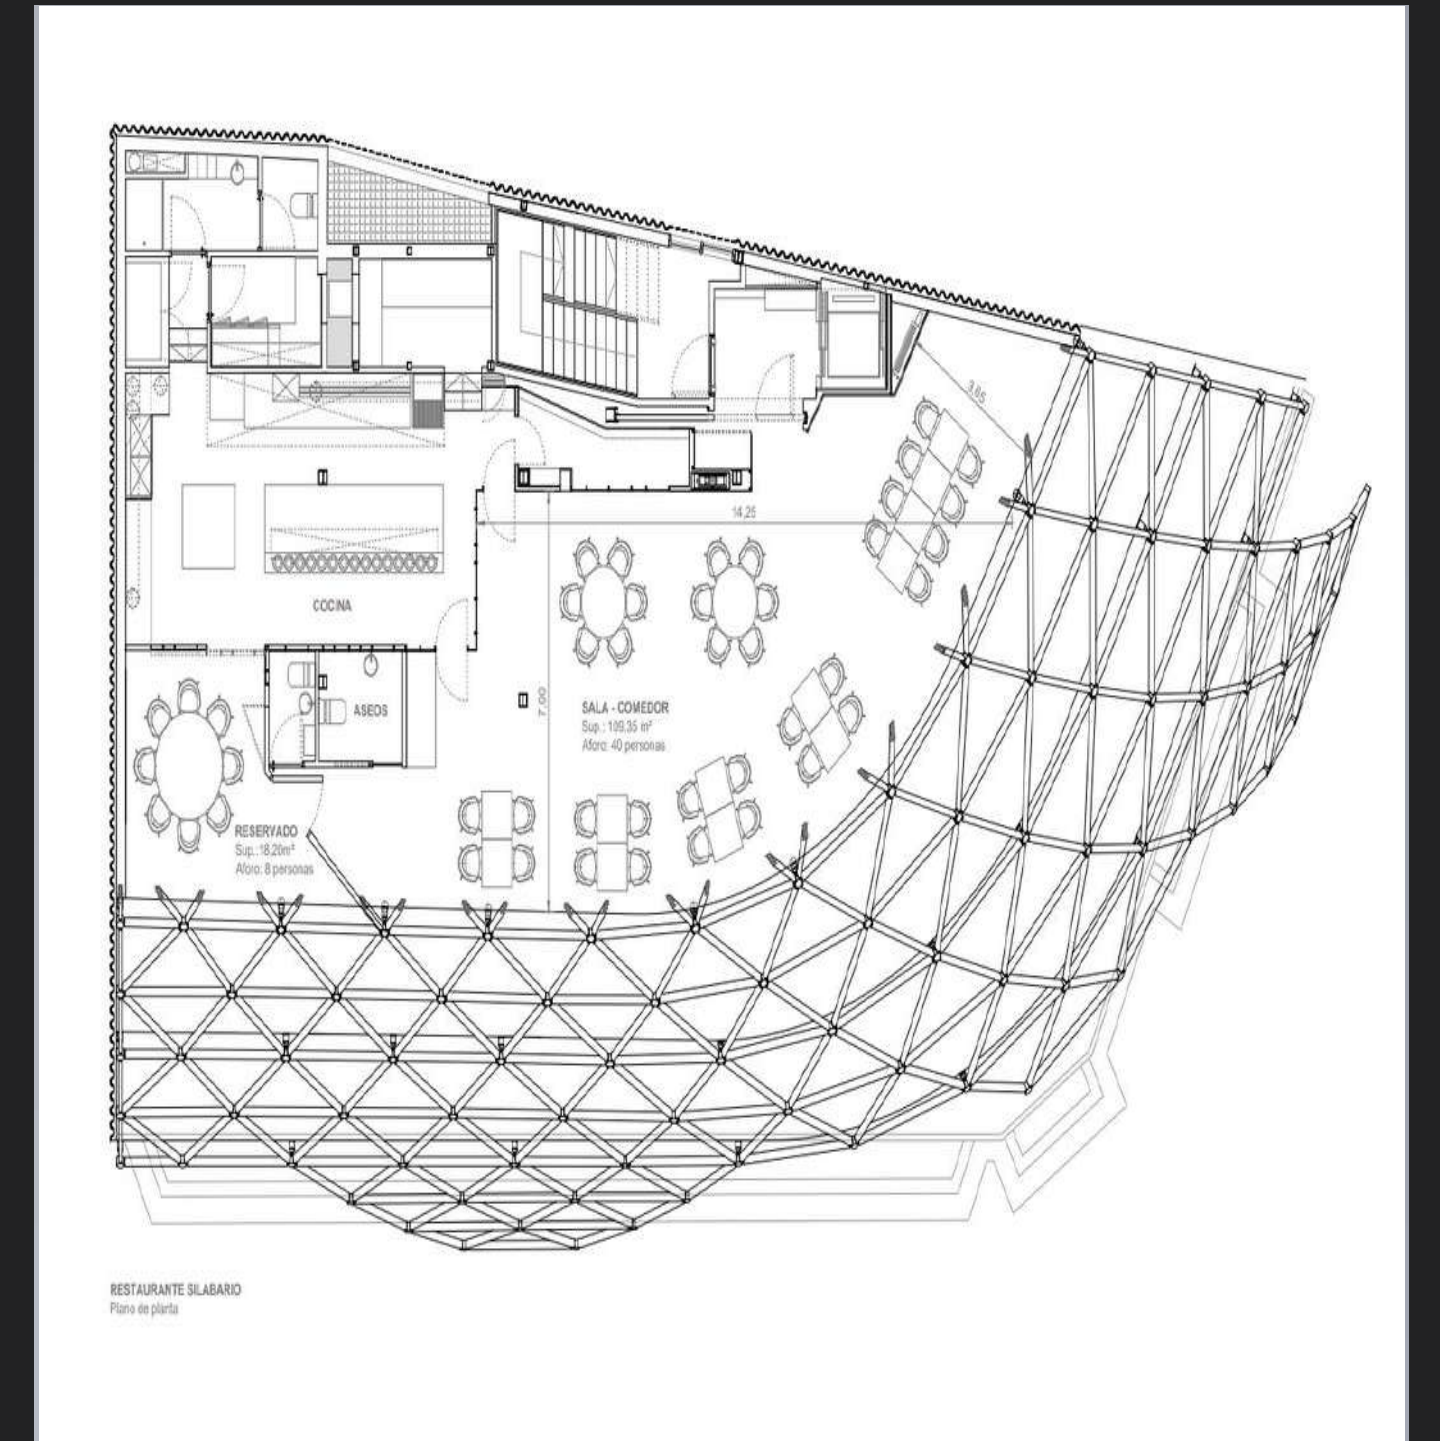 3,65
14,25
COCINA
7,00
SALA - COMEDOR
Sup.: 109,35 m²
Aforo: 40 personas
ASEOS
RESERVADO
Sup.:18,20m²
Aforo: 8 personas
RESTAURANTE SILABARIO
Plano de planta